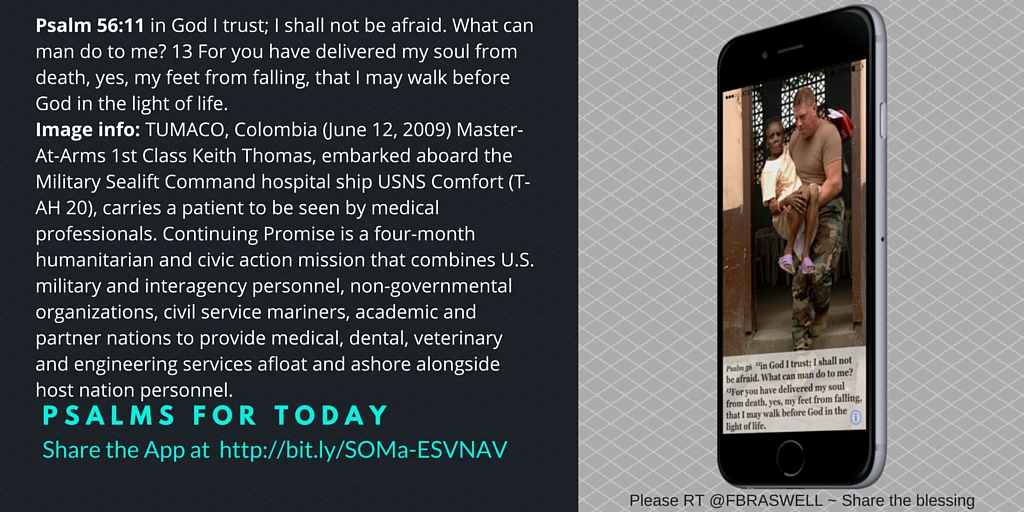 Psalm 56:11 in God I trust; I shall not be afraid. What can
man do to me? 13 For you have delivered my soul from
death, yes, my feet from falling, that I may walk before
God in the light of life.
Image info: TUMACO, Colombia (June 12, 2009) Master-
At-Arms 1st Class Keith Thomas, embarked aboard the
Military Sealift Command hospital ship USNS Comfort (T-
AH 20), carries a patient to be seen by medical
professionals. Continuing Promise is a four-month
humanitarian and civic action mission that combines U.S.
military and interagency personnel, non-governmental
organizations, civil service mariners, academic and
partner nations to provide medical, dental, veterinary
and engineering services afloat and ashore alongside
host nation personnel.
PSALMS FOR TODAY
Share the App at http://bit.ly/SOMa-ESVNAV
Psalm 56 11in God I trust; I shall not
be afraid. What can man do to me?
13For you have delivered my soul
from death, yes, my feet from falling,
that I may walk before God in the
light of life.
Please RT @FBRASWELL ~ Share the blessing